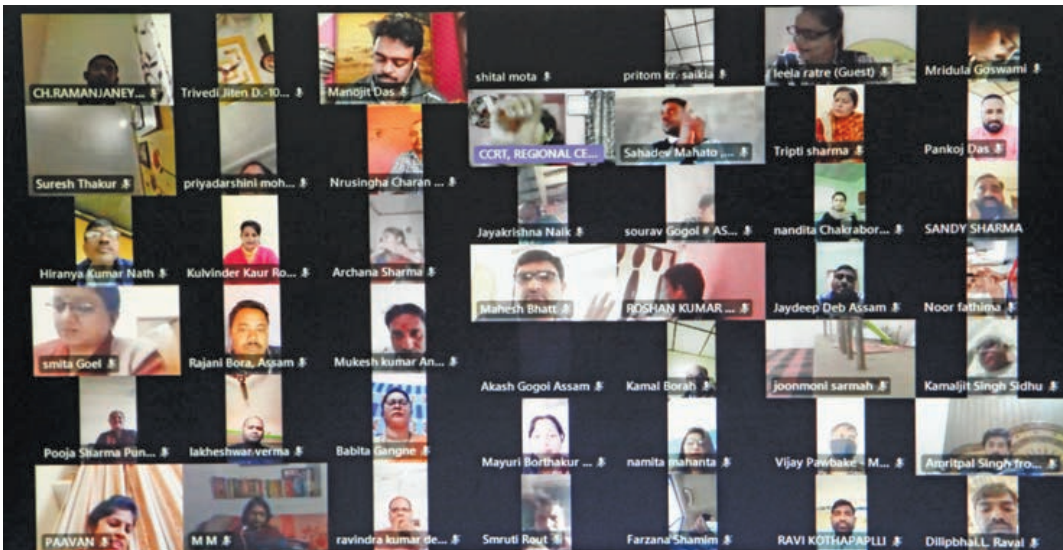 CH.RAMANJANEY...
Trivedi Jiten D.-10...
Manojit Das
shital mota
pritom kr. saikia
leela ratre (Guest)
Mridula Goswami
Suresh Thakur
priyadarshini moh...
Nrusingha Charan ...
CCRT, REGIONAL CE...
Sahadev Mahato ,...
Tripti sharma
Pankoj Das
Hiranya Kumar Nath
Kulvinder Kaur Ro...
Archana Sharma
Jayakrishna Naik
sourav Gogoi # AS...
nandita Chakrabor...
SANDY SHARMA
smita Goel
Rajani Bora, Assam
Mukesh kumar An...
Mahesh Bhatt
ROSHAN KUMAR ...
Jaydeep Deb Assam
Noor fathima
Pooja Sharma Pun...
lakheshwar verma
Babita Gangne
Akash Gogoi Assam
Kamal Borah
joonmoni sarmah
Kamaljit Singh Sidhu
PAAVAN
M M
ravindra kumar de...
Mayuri Borthakur ...
namita mahanta
Vijay Pawbake - M...
Amritpal Singh fro...
Smruti Rout
Farzana Shamim
RAVI KOTHAPAPLLI
Dilipbhai.L. Raval